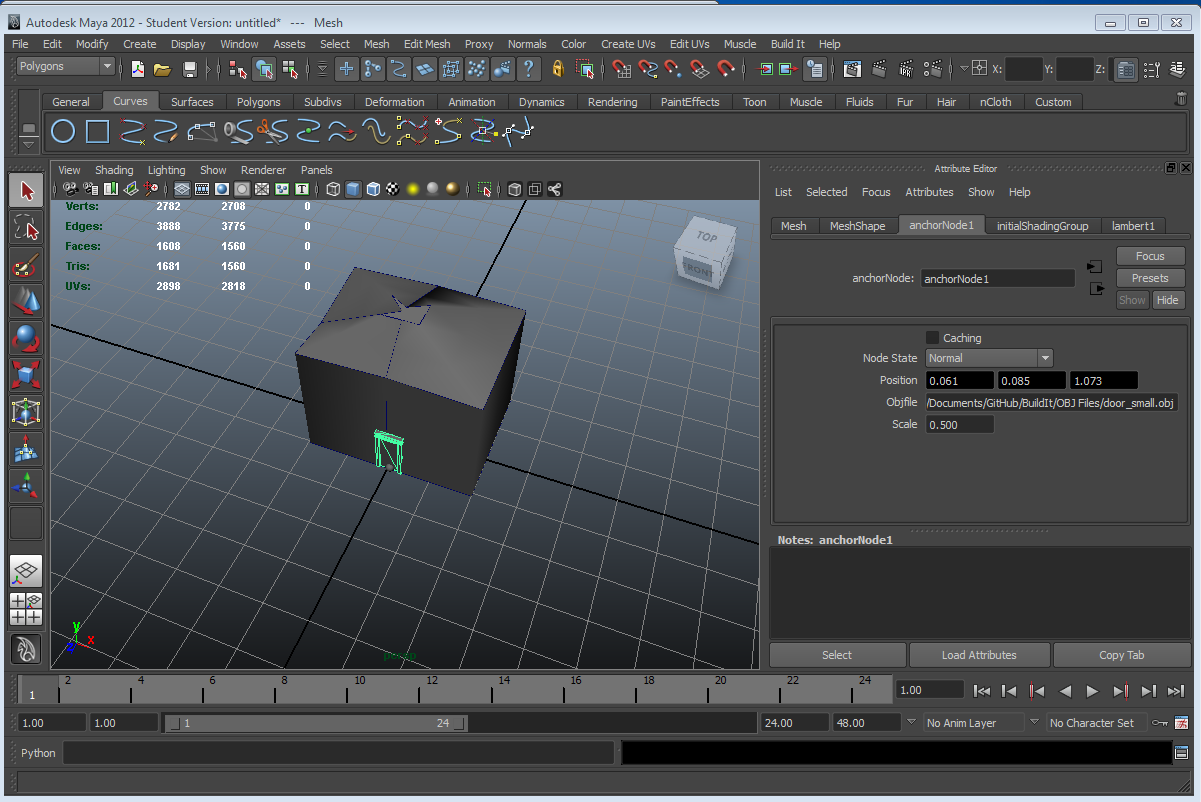 Autodesk Maya 2012 - Student Version: untitled*   ---   Mesh
File Edit Modify Create Display Window Assets Select Mesh Edit Mesh Proxy Normals Color Create UVs Edit UVs Muscle Build It Help
Polygons X: Y: Z:
General Curves Surfaces Polygons Subdivs Deformation Animation Dynamics Rendering PaintEffects Toon Muscle Fluids Fur Hair nCloth Custom
View Shading Lighting Show Renderer Panels
Verts: 2782 2708 0
Edges: 3888 3775 0
Faces: 1608 1560 0
Tris: 1681 1560 0
UVs: 2898 2818 0
TOP
FRONT
y
x
z
persp
Attribute Editor
List Selected Focus Attributes Show Help
Mesh MeshShape anchorNode1 initialShadingGroup lambert1
Focus
anchorNode: anchorNode1 Presets
Show Hide
Caching
Node State Normal
Position 0.061 0.085 1.073
Objfile /Documents/GitHub/BuildIt/OBJ Files/door_small.obj
Scale 0.500
Notes: anchorNode1
Select Load Attributes Copy Tab
1 2 4 6 8 10 12 14 16 18 20 22 24 1.00
1.00 1.00 1 24 24.00 48.00 No Anim Layer No Character Set
Python